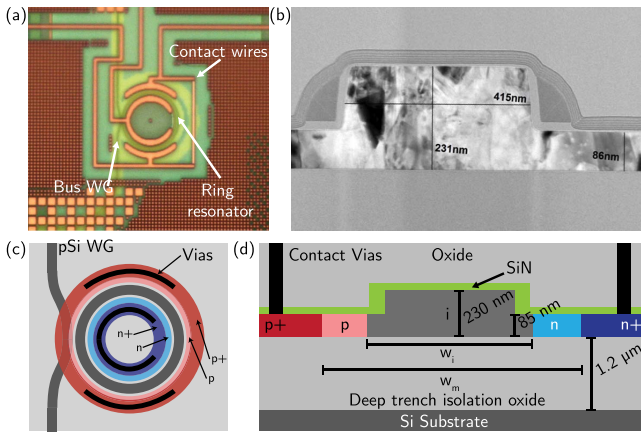 (a)
Contact wires
Bus WG
Ring
resonator
(b)
415nm
231nm
86nm
(c)
pSi WG
Vias
n+
n
p
p+
(d)
Contact Vias
Oxide
SiN
p+
p
i
230 nm
85 nm
n
n+
wi
wm
1.2 μm
Deep trench isolation oxide
Si Substrate